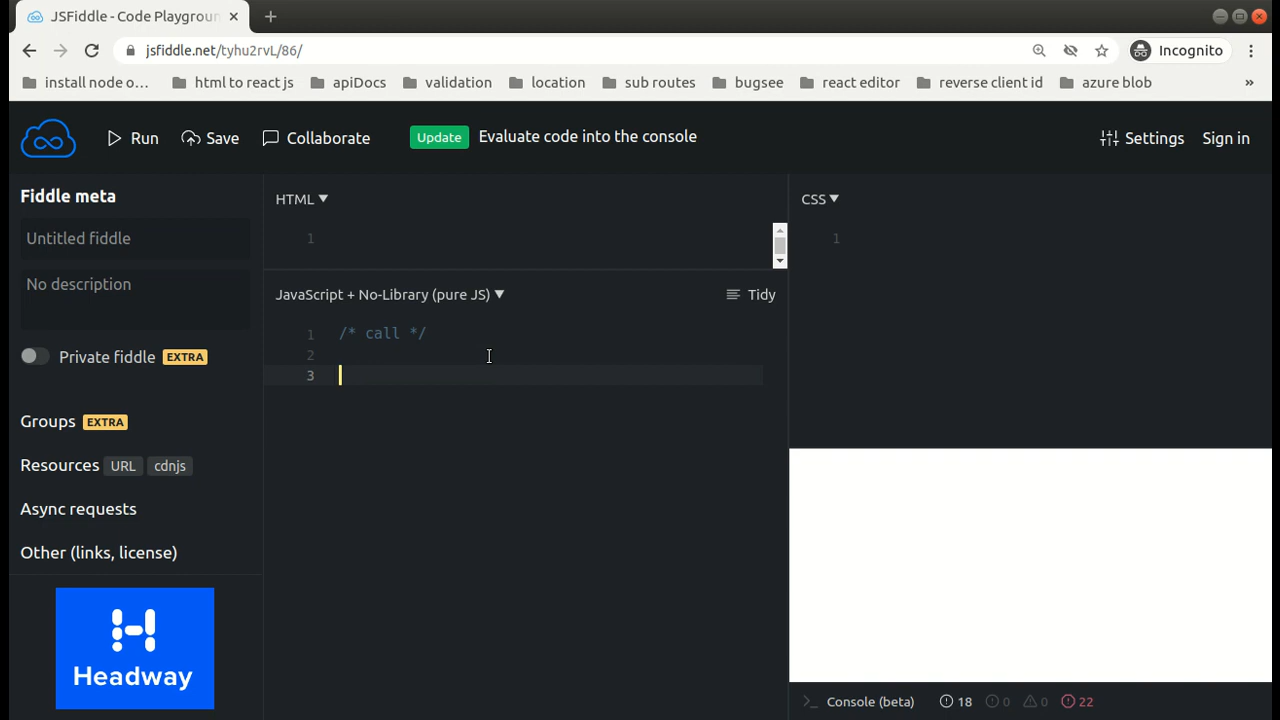 JSFiddle - Code Playgroun
jsfiddle.net/tyhu2rvL/86/
Incognito
install node o…
html to react js
apiDocs
validation
location
sub routes
bugsee
react editor
reverse client id
azure blob
»
Run
Save
Collaborate
Update
Evaluate code into the console
Settings
Sign in
Fiddle meta
Untitled fiddle
No description
Private fiddle EXTRA
Groups EXTRA
Resources URL cdnjs
Async requests
Other (links, license)
Headway
HTML
1
JavaScript + No-Library (pure JS)
Tidy
1 /* call */
2
3
CSS
1
>_ Console (beta) 18 0 0 22